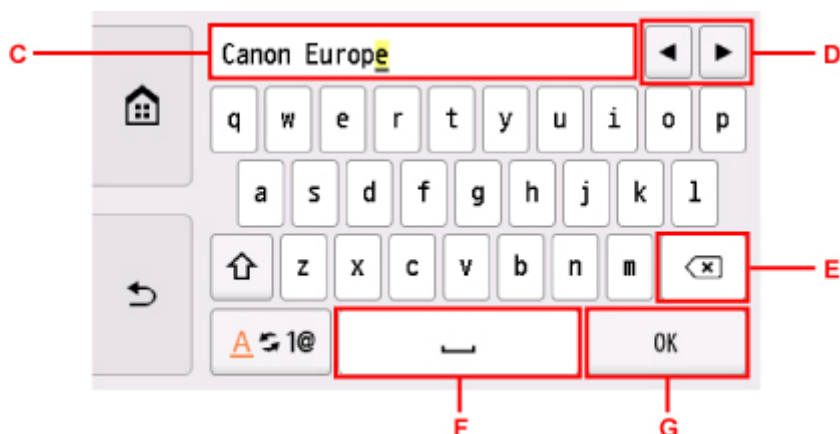 C Canon Europe D
q w e r t y u i o p
a s d f g h j k l
z x c v b n m E
A 1@ OK
F G